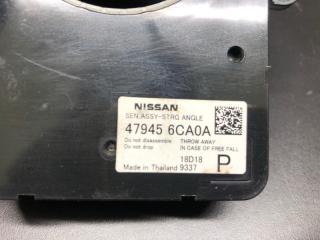 NISSAN
SEN ASSY-STRG ANGLE
47945 6CA0A
Do not disassemble THROW AWAY
Do not drop IN CASE OF FREE FALL
18D18 P
Made in Thailand 9337